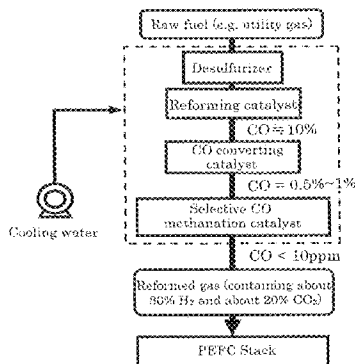 Raw fuel (e.g. utility gas)
Desulfurizer
Reforming catalyst
CO ≒ 10%
CO converting
catalyst
CO = 0.5%~1%
Selective CO
methanation catalyst
Cooling water
CO < 10ppm
Reformed gas (containing about
80% H₂ and about 20% CO₂)
PEFC Stack